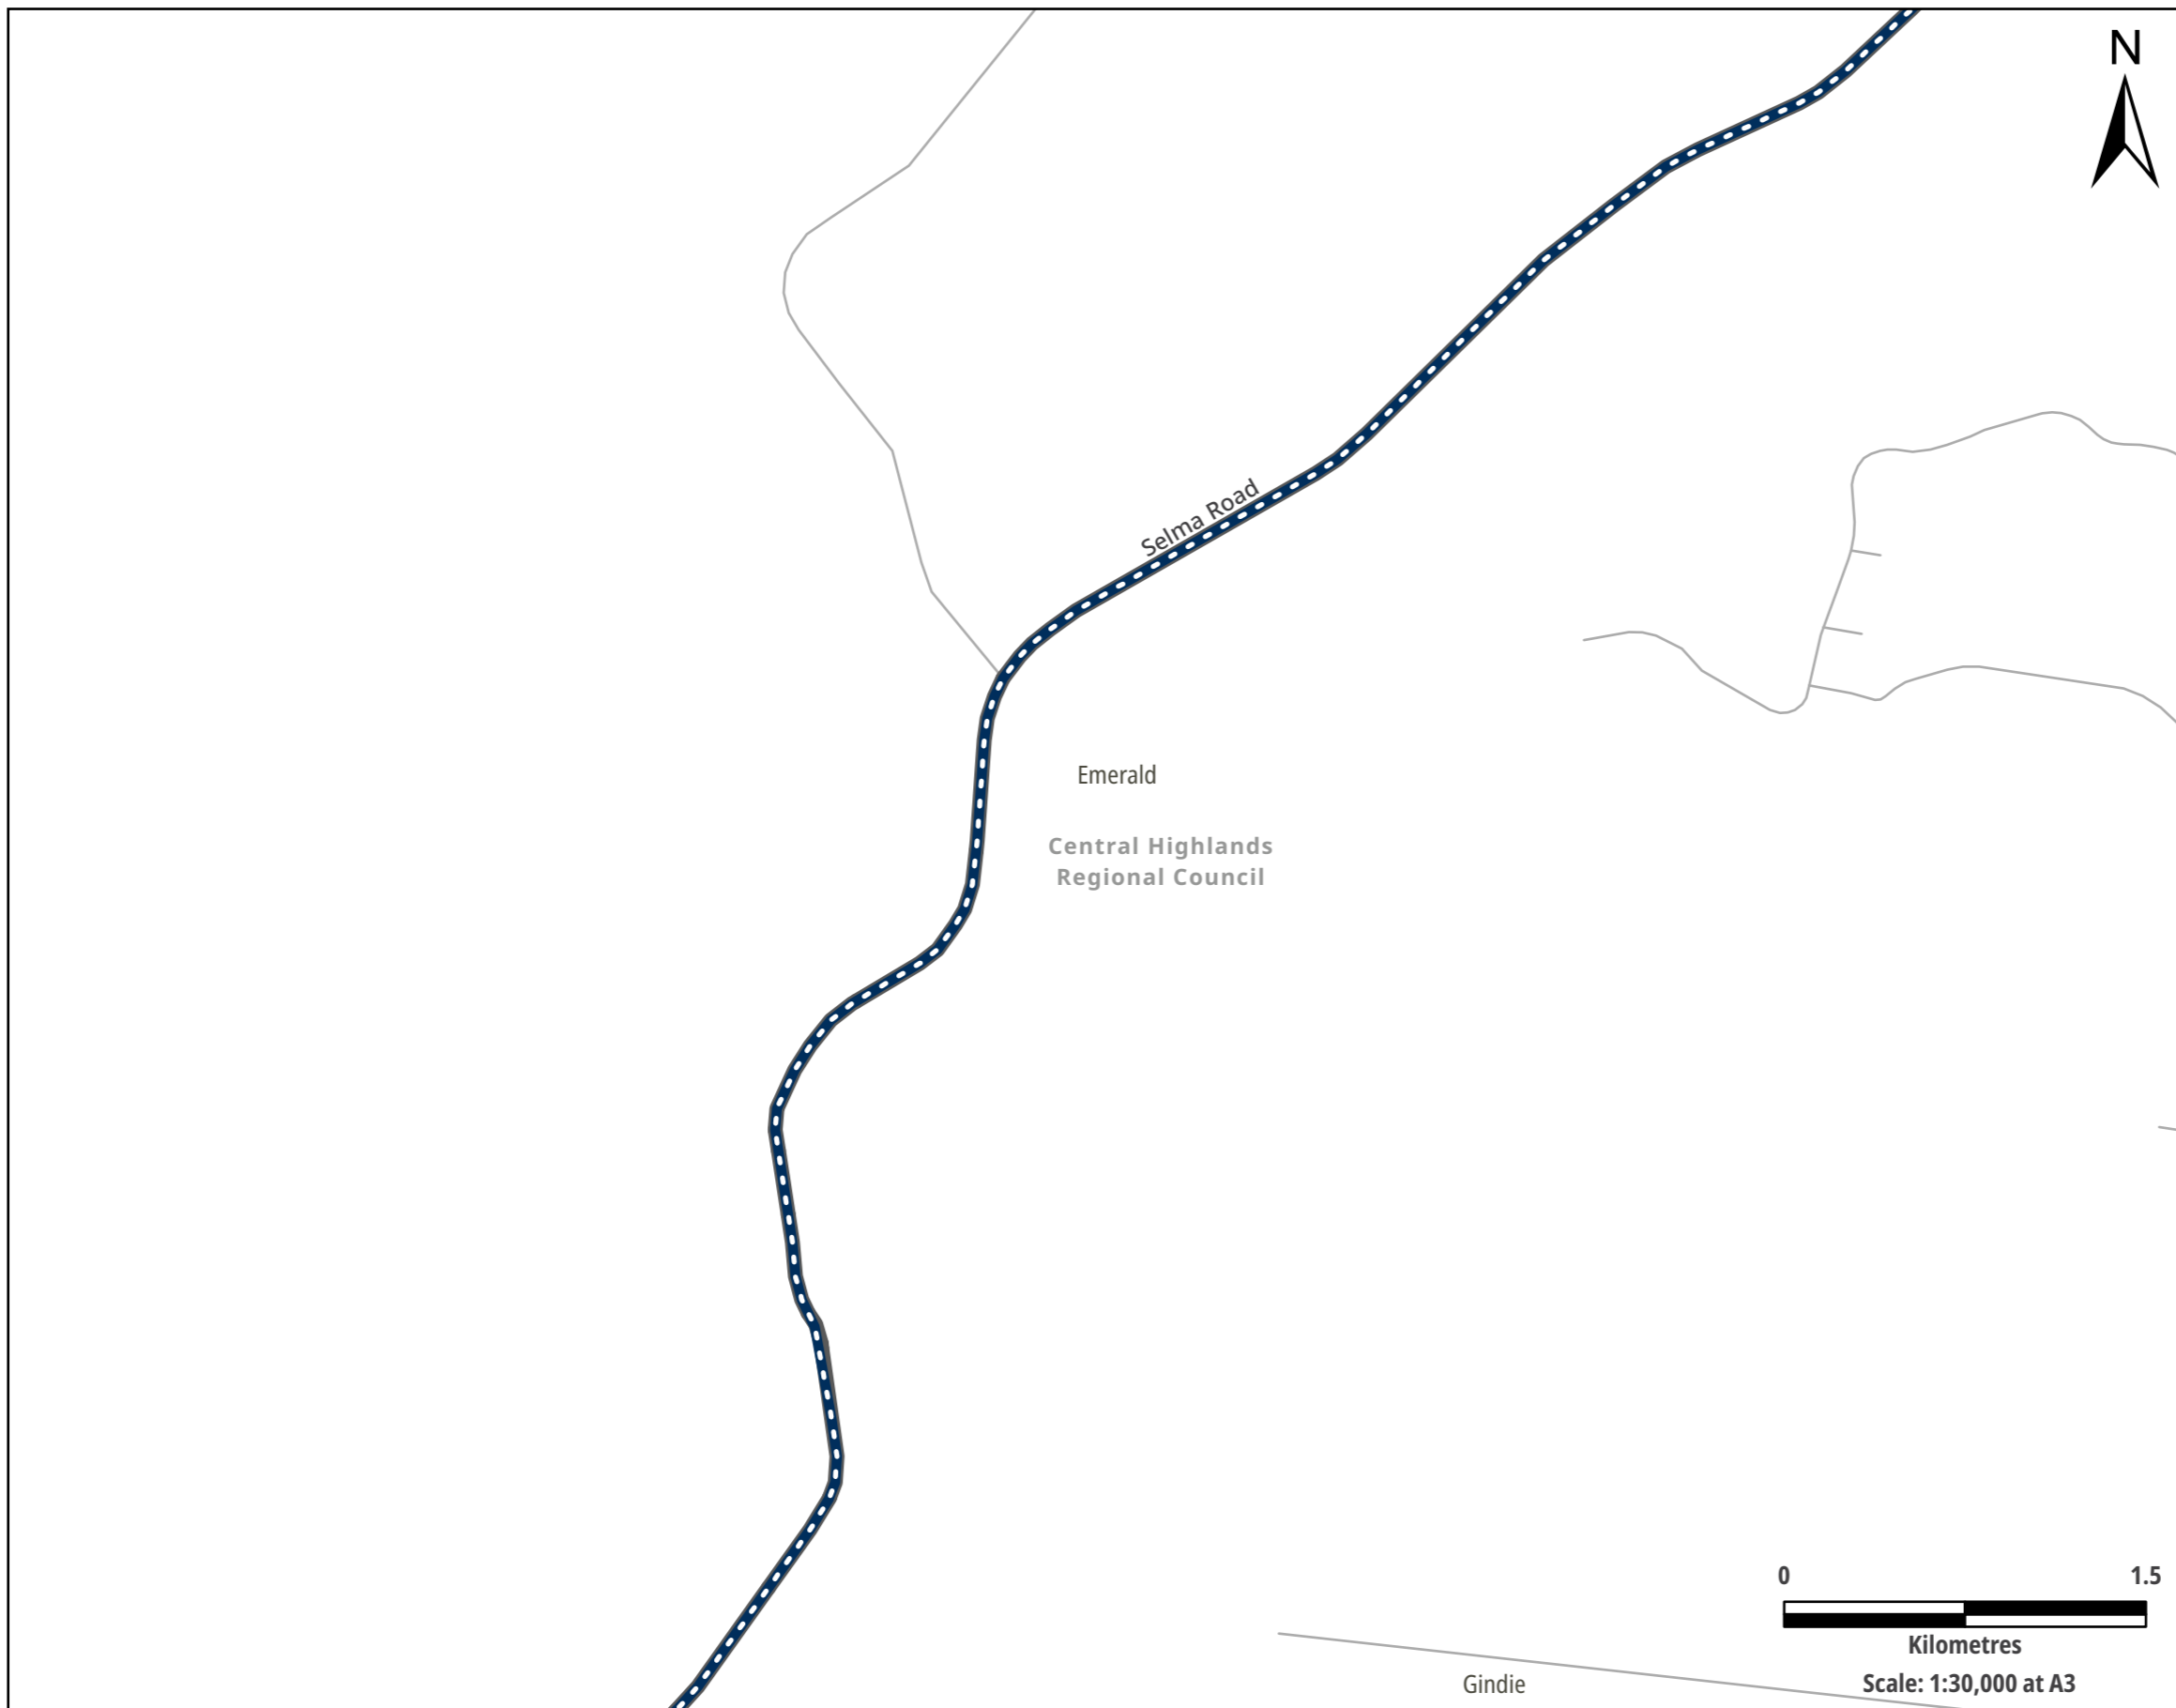 N
Selma Road
Emerald
Central Highlands
Regional Council
0 1.5
Kilometres
Gindie
Scale: 1:30,000 at A3